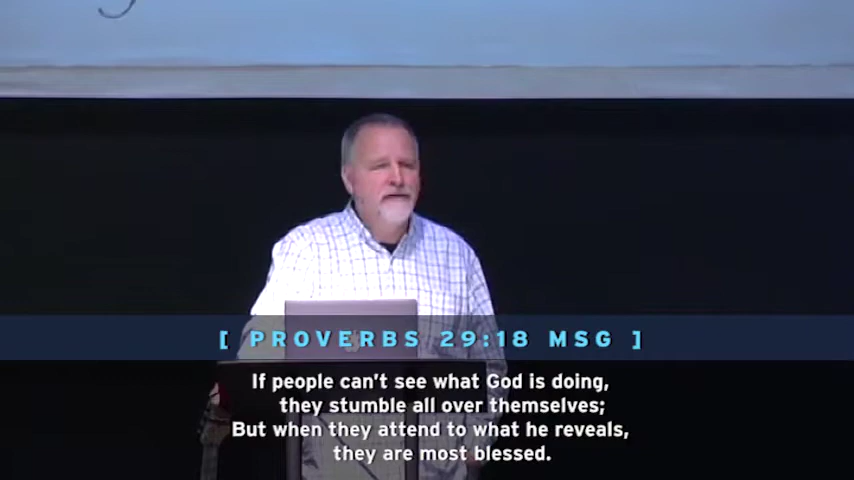 [ PROVERBS 29:18 MSG ]
If people can't see what God is doing,
they stumble all over themselves;
But when they attend to what he reveals,
they are most blessed.